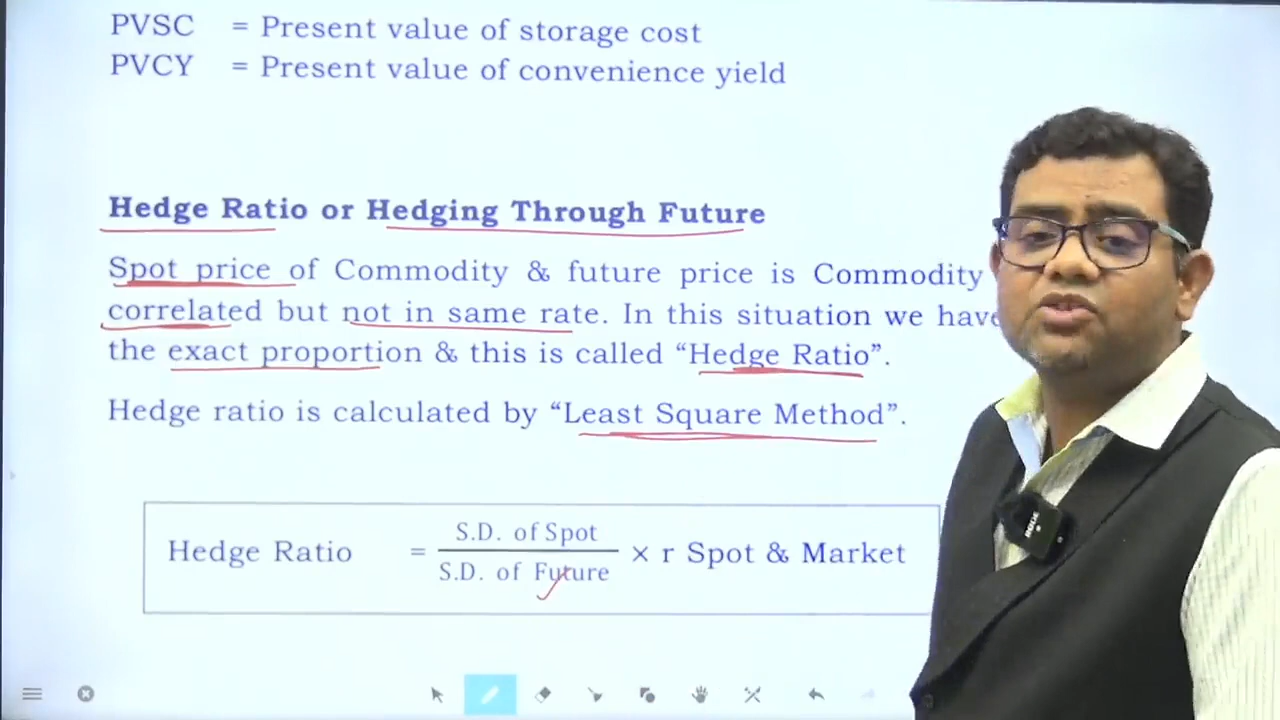 PVSC = Present value of storage cost
PVCY = Present value of convenience yield
Hedge Ratio or Hedging Through Future
Spot price of Commodity & future price is Commodity
correlated but not in same rate. In this situation we have
the exact proportion & this is called “Hedge Ratio”.
Hedge ratio is calculated by “Least Square Method”.
Hedge Ratio = S.D. of Spot / S.D. of Future × r Spot & Market
RODE